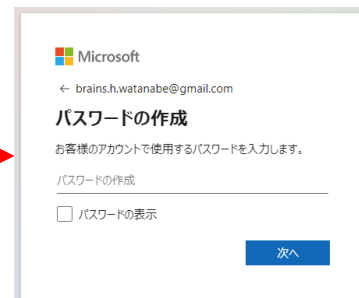 Microsoft
← brains.h.watanabe@gmail.com
パスワードの作成
お客様のアカウントで使用するパスワードを入力します。
パスワードの作成
パスワードの表示
次へ